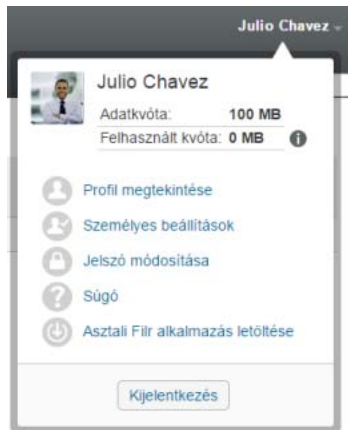 Julio Chavez
Julio Chavez
Adatkvóta: 100 MB
Felhasznált kvóta: 0 MB
Profil megtekintése
Személyes beállítások
Jelszó módosítása
Súgó
Asztali Filr alkalmazás letöltése
Kijelentkezés